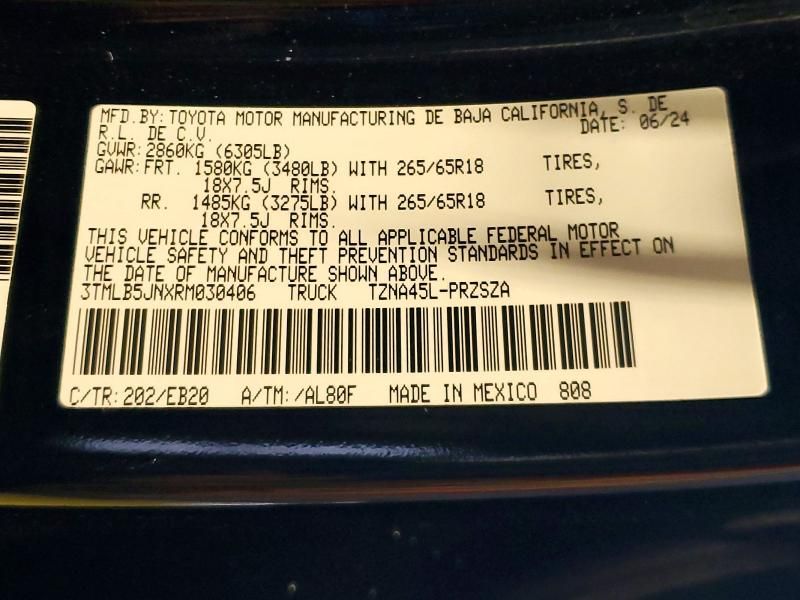 MFD.BY: TOYOTA MOTOR MANUFACTURING DE BAJA CALIFORNIA, S. DE
R.L. DE C.V. DATE: 06/24
GVWR: 2860KG (6305LB)
GAWR: FRT. 1580KG (3480LB) WITH 265/65R18 TIRES,
18X7.5J RIMS.
RR. 1485KG (3275LB) WITH 265/65R18 TIRES,
18X7.5J RIMS.
THIS VEHICLE CONFORMS TO ALL APPLICABLE FEDERAL MOTOR
VEHICLE SAFETY AND THEFT PREVENTION STANDARDS IN EFFECT ON
THE DATE OF MANUFACTURE SHOWN ABOVE.
3TMLB5JNXRM030406 TRUCK TZNA45L-PRZSZA
C/TR: 202/EB20 A/TM: /AL80F MADE IN MEXICO 808